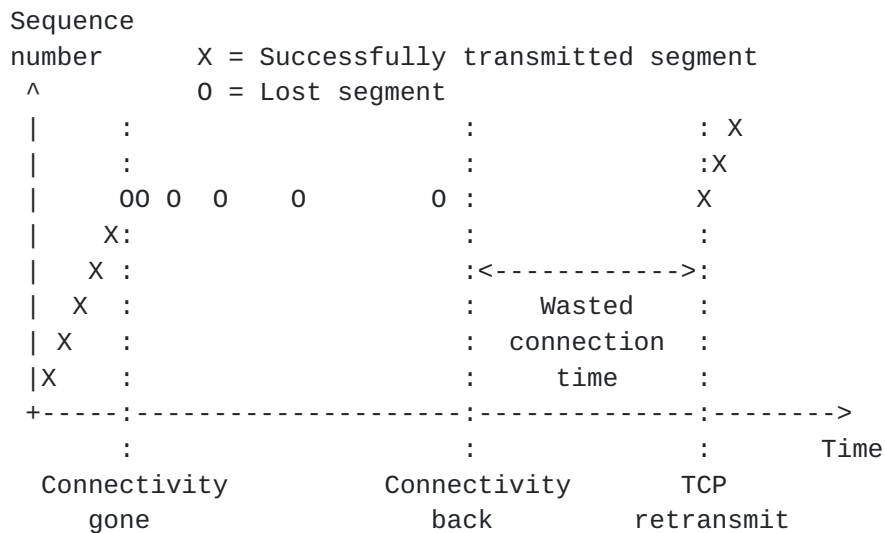 Sequence
number      X = Successfully transmitted segment
 ^          O = Lost segment
 |     :                     :              : X
 |     :                     :              :X
 |     OO O  O    O        O :              X
 |    X:                     :              :
 |   X :                     :<------------>:
 |  X  :                     :    Wasted    :
 | X   :                     :  connection  :
 |X    :                     :     time     :
 +-----:---------------------:--------------:-------->
       :                     :              :       Time
  Connectivity          Connectivity       TCP
     gone                  back         retransmit